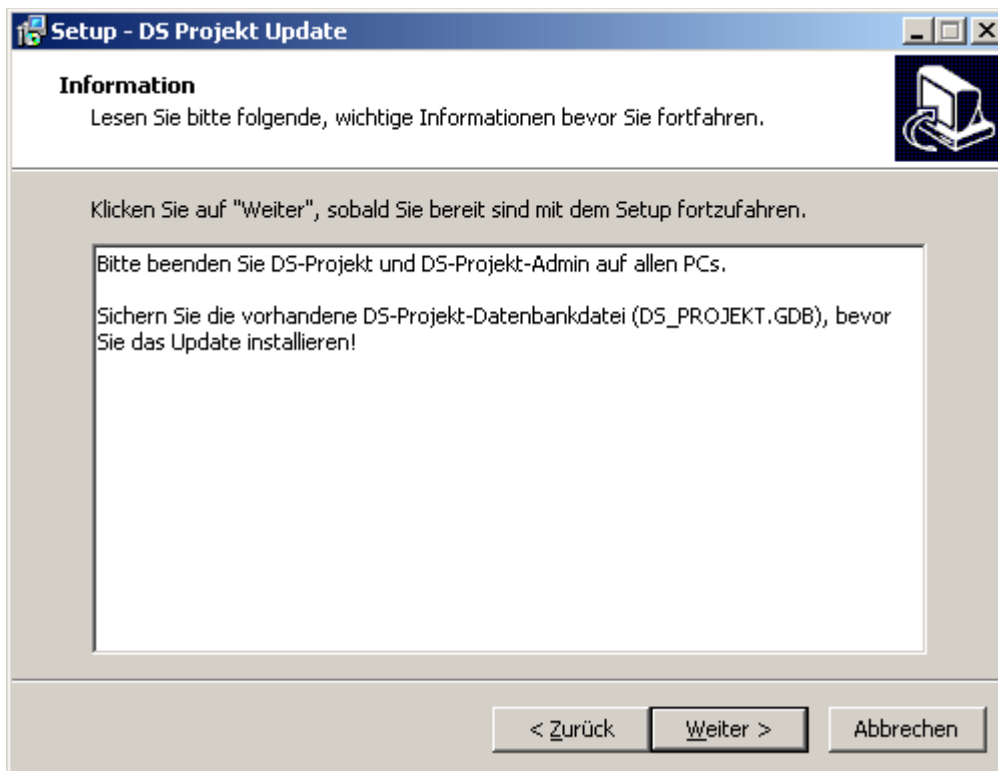 Setup - DS Projekt Update
Information
Lesen Sie bitte folgende, wichtige Informationen bevor Sie fortfahren.
Klicken Sie auf "Weiter", sobald Sie bereit sind mit dem Setup fortzufahren.
Bitte beenden Sie DS-Projekt und DS-Projekt-Admin auf allen PCs.
Sichern Sie die vorhandene DS-Projekt-Datenbankdatei (DS_PROJEKT.GDB), bevor
Sie das Update installieren!
< Zurück
Weiter >
Abbrechen